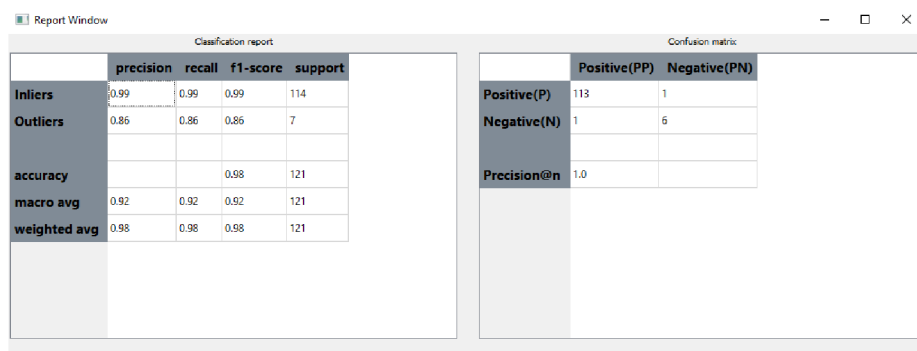 Report Window
Classification report
precision recall f1-score support
Inliers 0.99 0.99 0.99 114
Outliers 0.86 0.86 0.86 7
accuracy 0.98 121
macro avg 0.92 0.92 0.92 121
weighted avg 0.98 0.98 0.98 121
Confusion matrix
Positive(PP) Negative(PN)
Positive(P) 113 1
Negative(N) 1 6
Precision@n 1.0